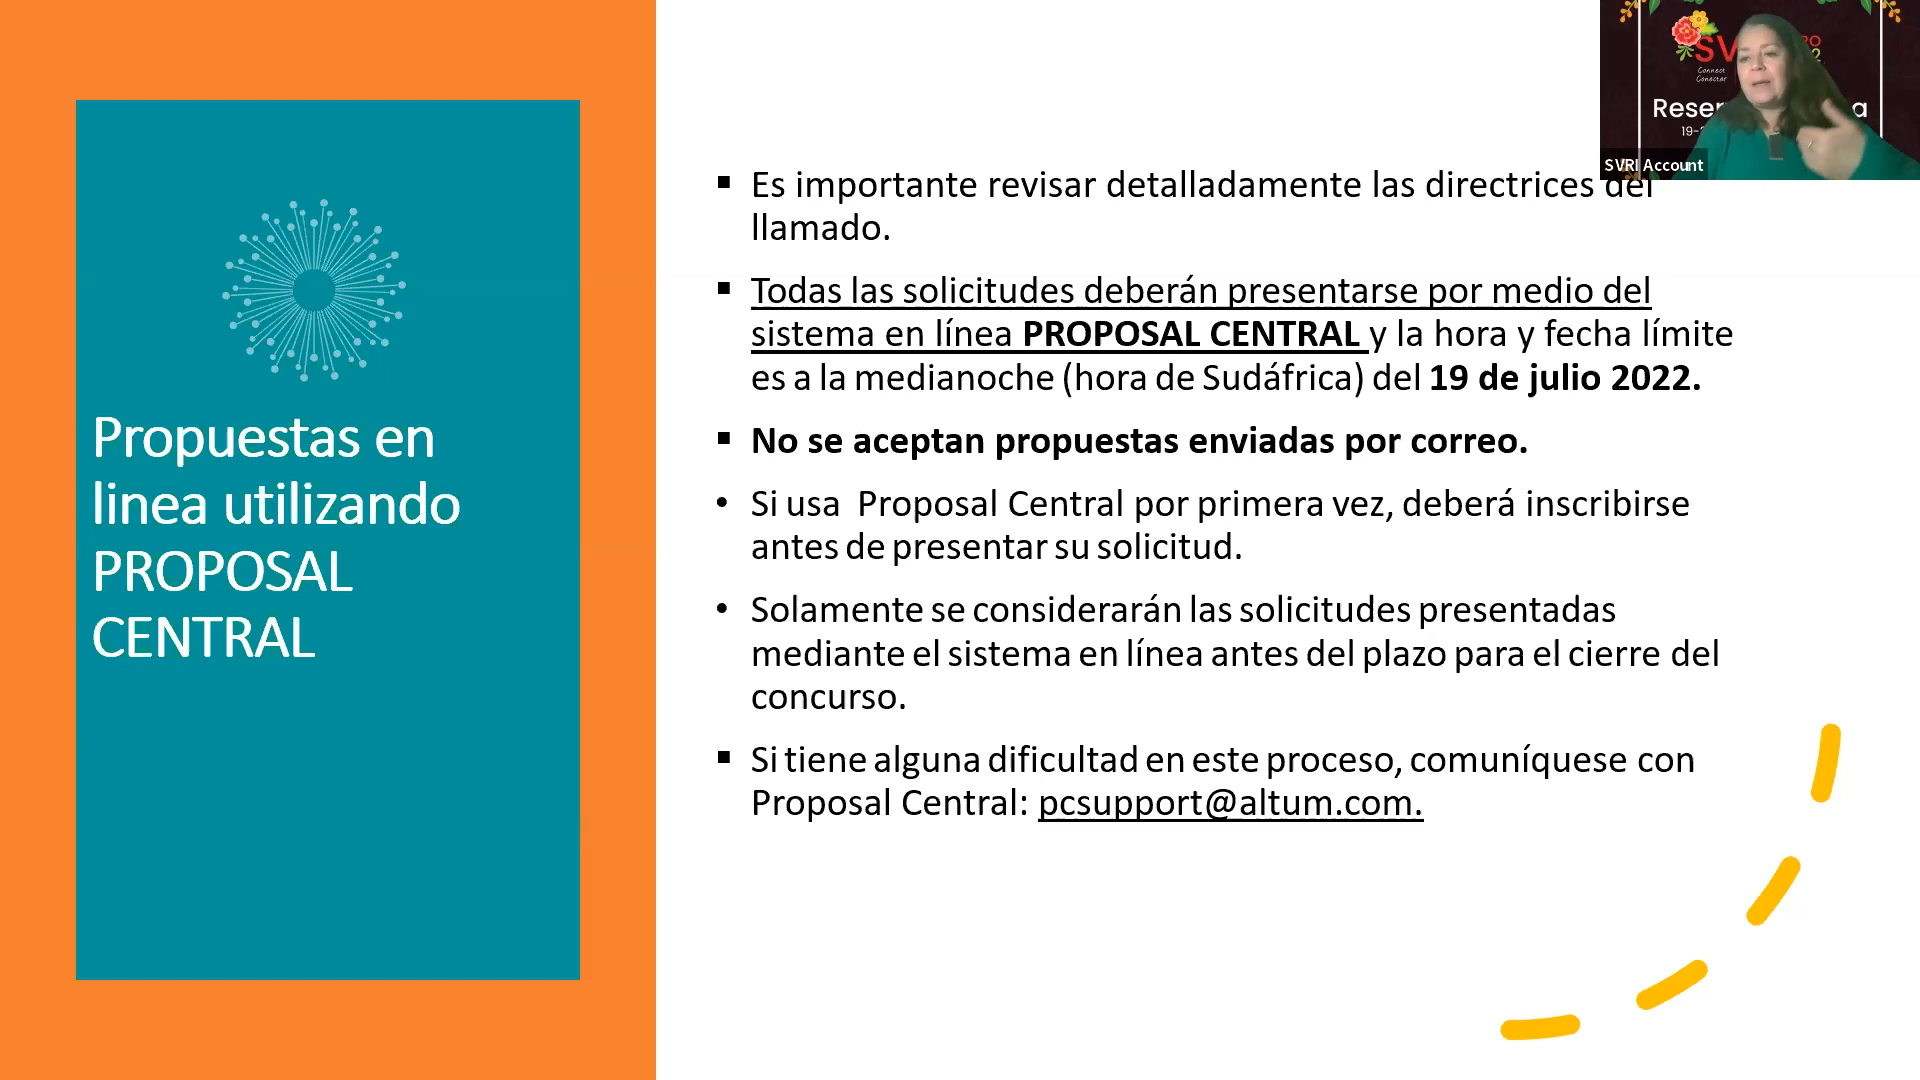 Propuestas en
linea utilizando
PROPOSAL
CENTRAL
Es importante revisar detalladamente las directrices del
llamado.
Todas las solicitudes deberán presentarse por medio del
sistema en línea PROPOSAL CENTRAL y la hora y fecha límite
es a la medianoche (hora de Sudáfrica) del 19 de julio 2022.
No se aceptan propuestas enviadas por correo.
Si usa Proposal Central por primera vez, deberá inscribirse
antes de presentar su solicitud.
Solamente se considerarán las solicitudes presentadas
mediante el sistema en línea antes del plazo para el cierre del
concurso.
Si tiene alguna dificultad en este proceso, comuníquese con
Proposal Central: pcsupport@altum.com.
Connect
Conectar
SVRI Account